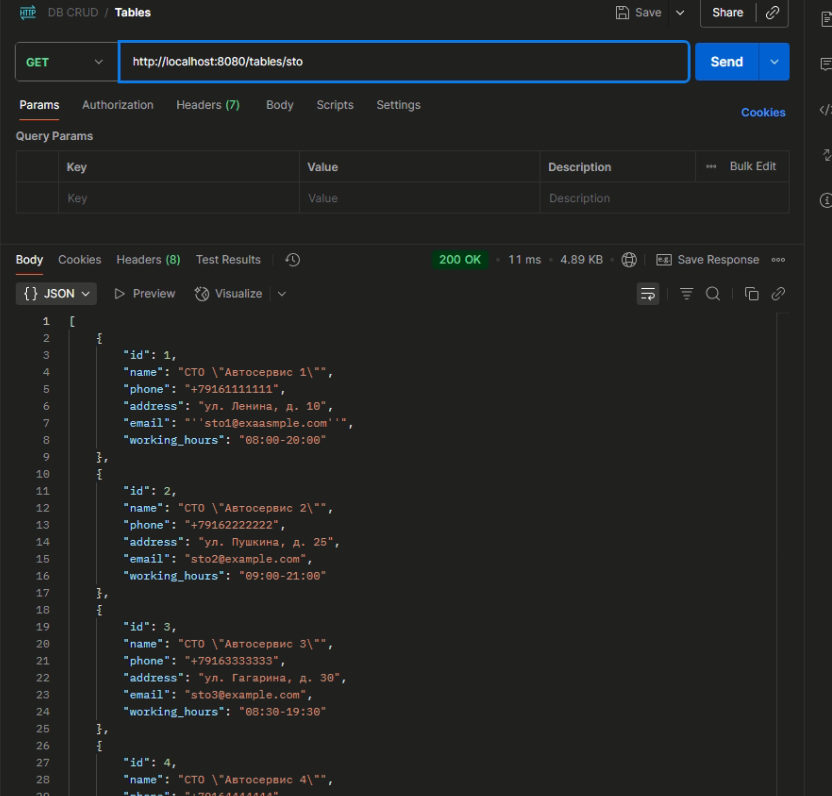 HTTP DB CRUD / Tables Save Share
GET http://localhost:8080/tables/sto Send
Params Authorization Headers (7) Body Scripts Settings Cookies
Query Params
Key Value Description ••• Bulk Edit
Key Value Description
Body Cookies Headers (8) Test Results 200 OK • 11 ms • 4.89 KB Save Response •••
{} JSON Preview Visualize
1 [
2 {
3 "id": 1,
4 "name": "СТО \"Автосервис 1\"",
5 "phone": "+79161111111",
6 "address": "ул. Ленина, д. 10",
7 "email": "''sto1@exaasmple.com''",
8 "working_hours": "08:00-20:00"
9 },
10 {
11 "id": 2,
12 "name": "СТО \"Автосервис 2\"",
13 "phone": "+79162222222",
14 "address": "ул. Пушкина, д. 25",
15 "email": "sto2@example.com",
16 "working_hours": "09:00-21:00"
17 },
18 {
19 "id": 3,
20 "name": "СТО \"Автосервис 3\"",
21 "phone": "+79163333333",
22 "address": "ул. Гагарина, д. 30",
23 "email": "sto3@example.com",
24 "working_hours": "08:30-19:30"
25 },
26 {
27 "id": 4,
28 "name": "СТО \"Автосервис 4\"",